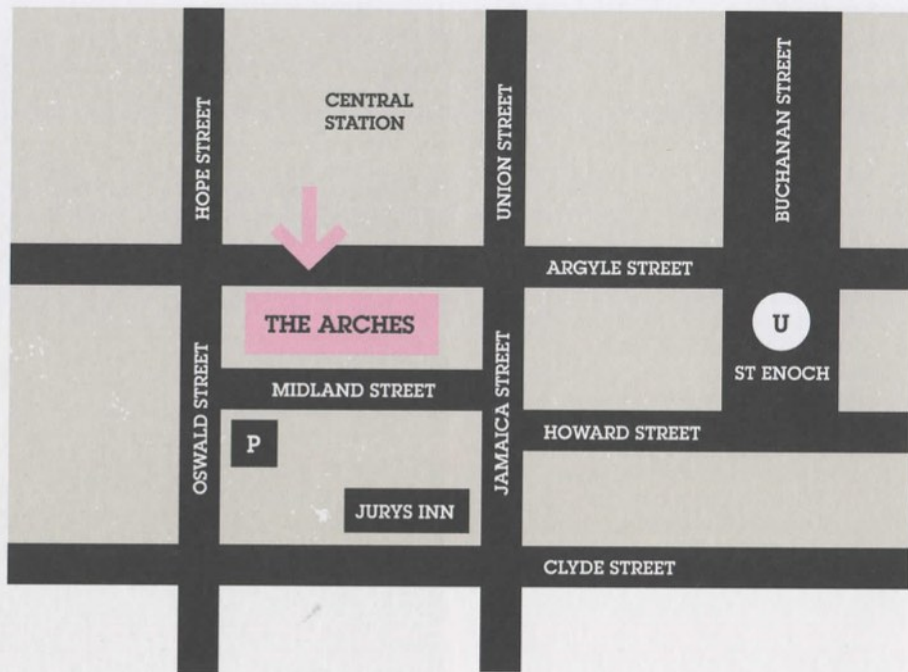 HOPE STREET
CENTRAL
STATION
UNION STREET
BUCHANAN STREET
ARGYLE STREET
THE ARCHES
U
ST ENOCH
OSWALD STREET
MIDLAND STREET
JAMAICA STREET
HOWARD STREET
P
JURYS INN
CLYDE STREET